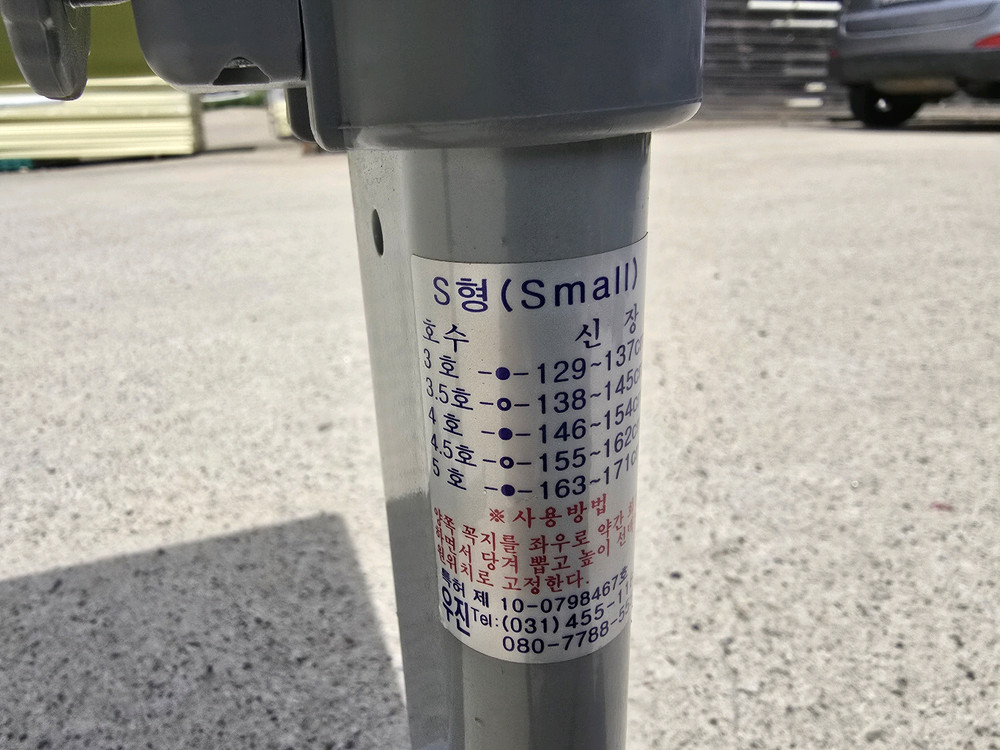 S형(Small)
호수 신장
3호 -●-129~137
3.5호 -○-138~145
4호 -●-146~154
4.5호 -○-155~162
5호 -●-163~171
※사용방법
양쪽 꼭지를 좌우로 약간
하면서 당겨 뽑고 높이
원위치로 고정한다.
특허 제 10-0798467호
우진 Tel:(031)455-
080-7788-